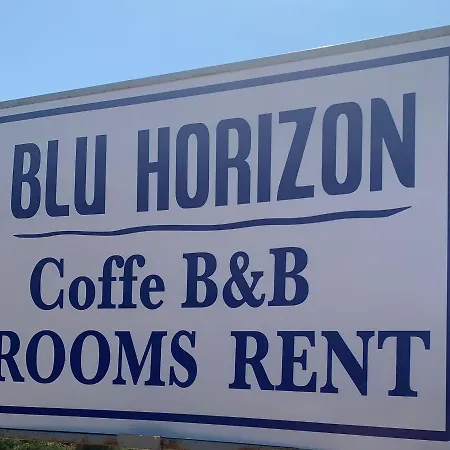 BLU HORIZON
Coffe B&B
ROOMS RENT